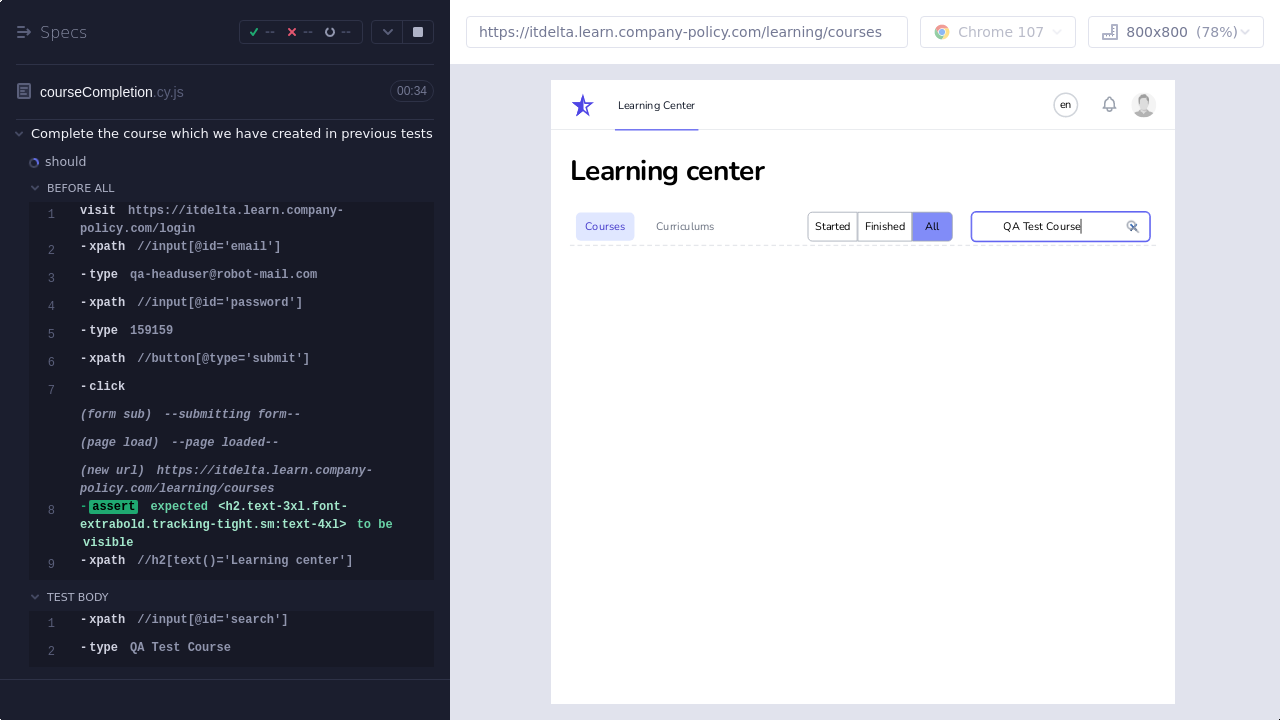 Specs
--
--
--
courseCompletion.cy.js
00:34
Complete the course which we have created in previous tests
should
BEFORE ALL
1 visit https://itdelta.learn.company-
policy.com/login
2 -xpath //input[@id='email']
3 -type qa-headuser@robot-mail.com
4 -xpath //input[@id='password']
5 -type 159159
6 -xpath //button[@type='submit']
7 -click
(form sub) --submitting form--
(page load) --page loaded--
(new url) https://itdelta.learn.company-
policy.com/learning/courses
8 -assert expected <h2.text-3xl.font-
extrabold.tracking-tight.sm:text-4xl> to be
visible
9 -xpath //h2[text()='Learning center']
TEST BODY
1 -xpath //input[@id='search']
2 -type QA Test Course
https://itdelta.learn.company-policy.com/learning/courses
Chrome 107
800x800 (78%)
Learning Center
en
Learning center
Courses
Curriculums
Started
Finished
All
QA Test Course